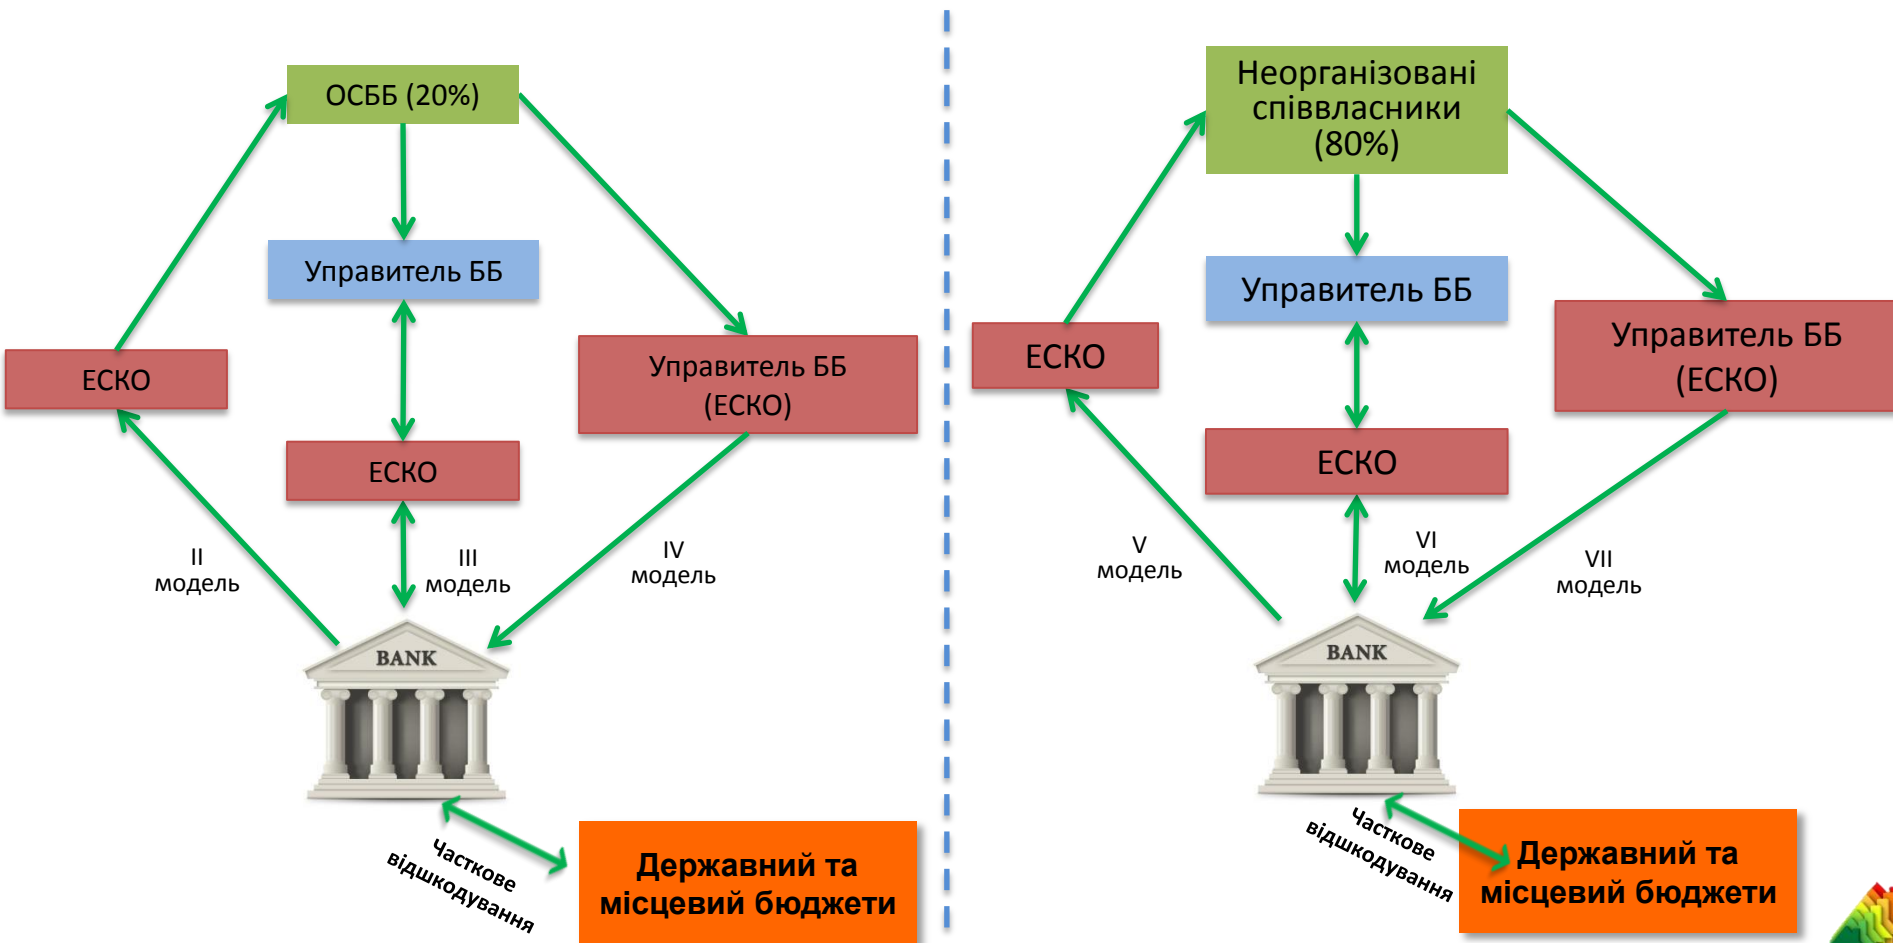 ОСББ (20%)
Управитель ББ
ЕСКО
Управитель ББ
(ЕСКО)
ЕСКО
II
модель
III
модель
IV
модель
BANK
Часткове
відшкодування
Державний та
місцевий бюджети
Неорганізовані
співвласники
(80%)
Управитель ББ
ЕСКО
Управитель ББ
(ЕСКО)
ЕСКО
V
модель
VI
модель
VII
модель
BANK
Часткове
відшкодування
Державний та
місцевий бюджети